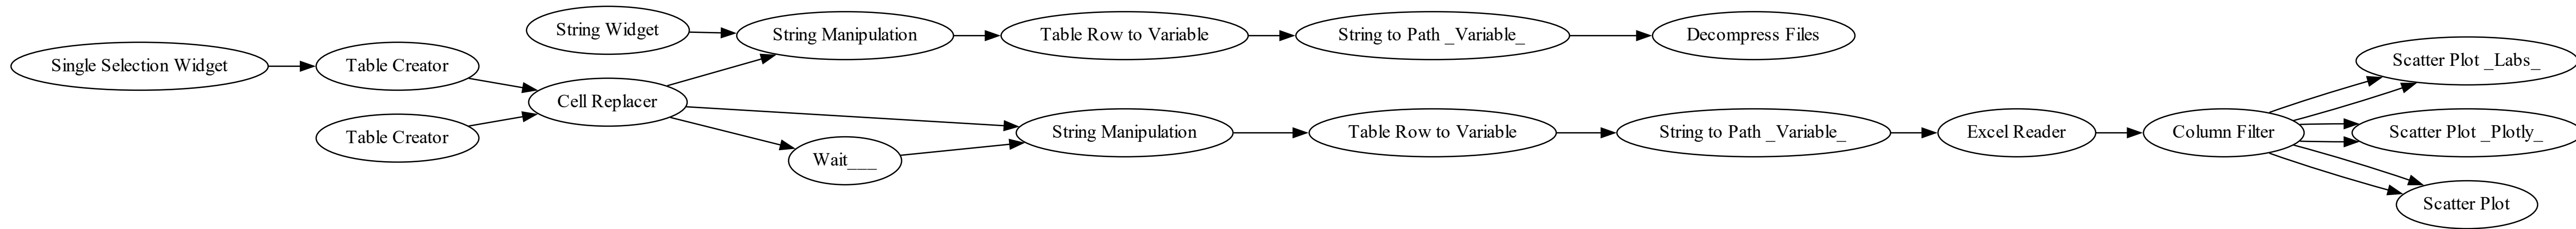 Single Selection Widget
Table Creator
Table Creator
String Widget
Cell Replacer
String Manipulation
Wait___
Table Row to Variable
String Manipulation
String to Path _Variable_
Table Row to Variable
Decompress Files
String to Path _Variable_
Excel Reader
Column Filter
Scatter Plot _Labs_
Scatter Plot _Plotly_
Scatter Plot